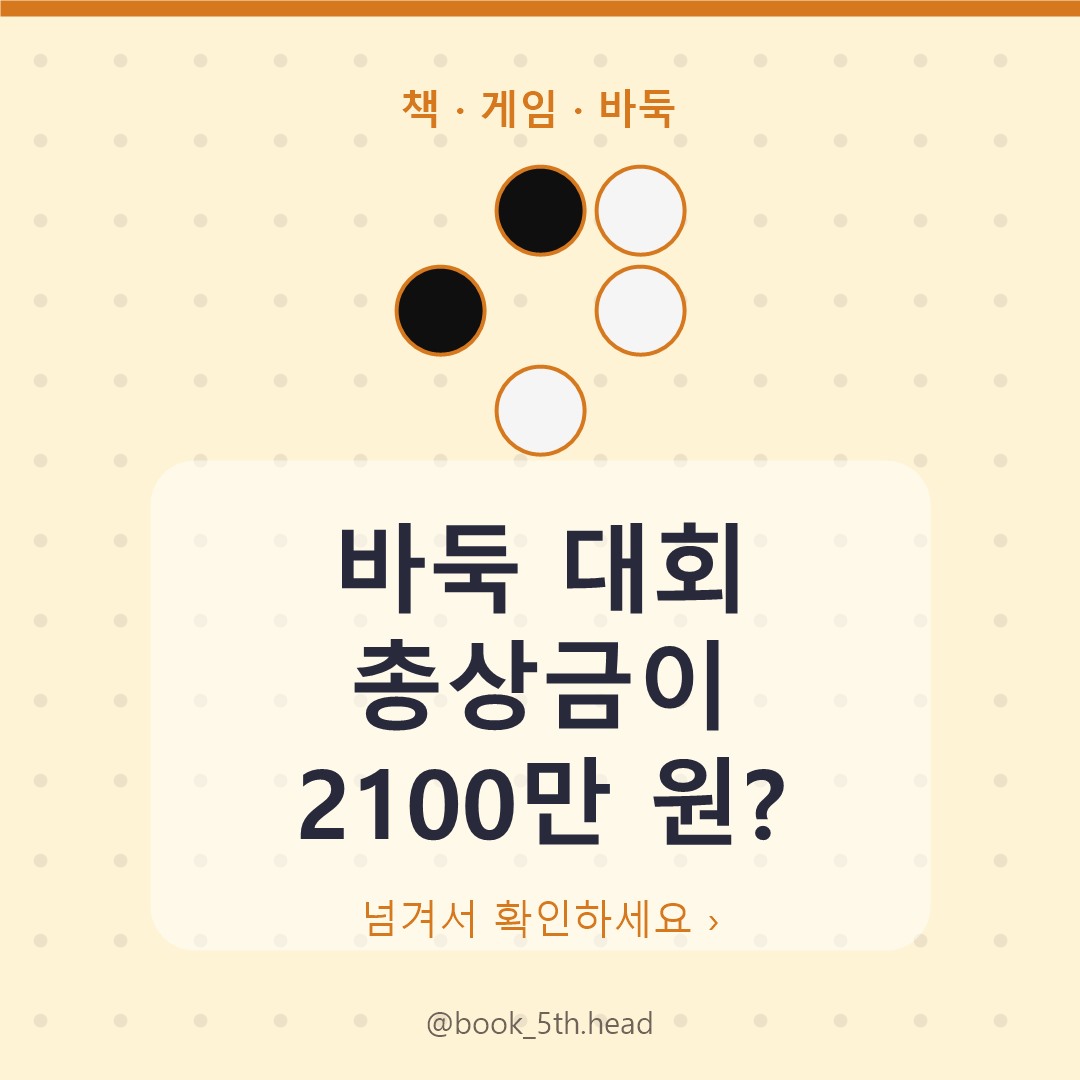 책 · 게임 · 바둑
바둑 대회
총상금이
2100만 원?
넘겨서 확인하세요 ›
@book_5th.head